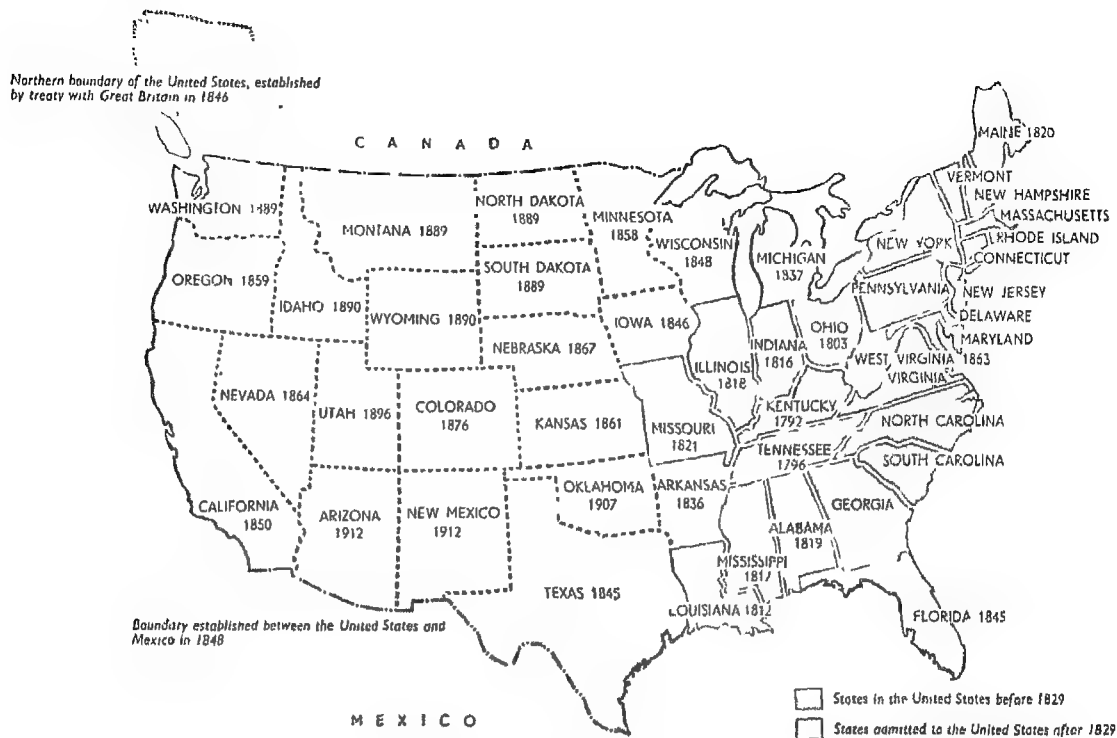 Northern boundary of the United States, established
by treaty with Great Britain in 1846
CANADA
MAINE 1820
VERMONT
NEW HAMPSHIRE
MASSACHUSETTS
RHODE ISLAND
CONNECTICUT
NEW YORK
PENNSYLVANIA
NEW JERSEY
DELAWARE
MARYLAND
WASHINGTON 1889
MONTANA 1889
NORTH DAKOTA
1889
MINNESOTA
1858
WISCONSIN
1848
MICHIGAN
1837
OREGON 1859
IDAHO 1890
WYOMING 1890
SOUTH DAKOTA
1889
IOWA 1846
NEBRASKA 1867
ILLINOIS
1818
INDIANA
1816
OHIO
1803
WEST VIRGINIA
1863
VIRGINIA
NEVADA 1864
UTAH 1896
COLORADO
1876
KANSAS 1861
MISSOURI
1821
KENTUCKY
1792
TENNESSEE
1796
NORTH CAROLINA
SOUTH CAROLINA
CALIFORNIA
1850
ARIZONA
1912
NEW MEXICO
1912
OKLAHOMA
1907
ARKANSAS
1836
MISSISSIPPI
1817
ALABAMA
1819
GEORGIA
TEXAS 1845
LOUISIANA 1812
FLORIDA 1845
Boundary established between the United States and
Mexico in 1848
MEXICO
States in the United States before 1829
States admitted to the United States after 1829